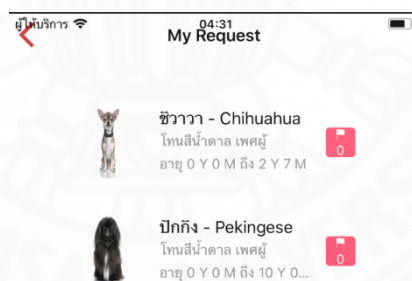 ผู้ให้บริการ 04:31
My Request
ชิวาวา - Chihuahua
โทนสีน้ำตาล เพศผู้
อายุ 0 Y 0 M ถึง 2 Y 7 M
0
ปักกิ่ง - Pekingese
โทนสีน้ำตาล เพศผู้
อายุ 0 Y 0 M ถึง 10 Y 0...
0